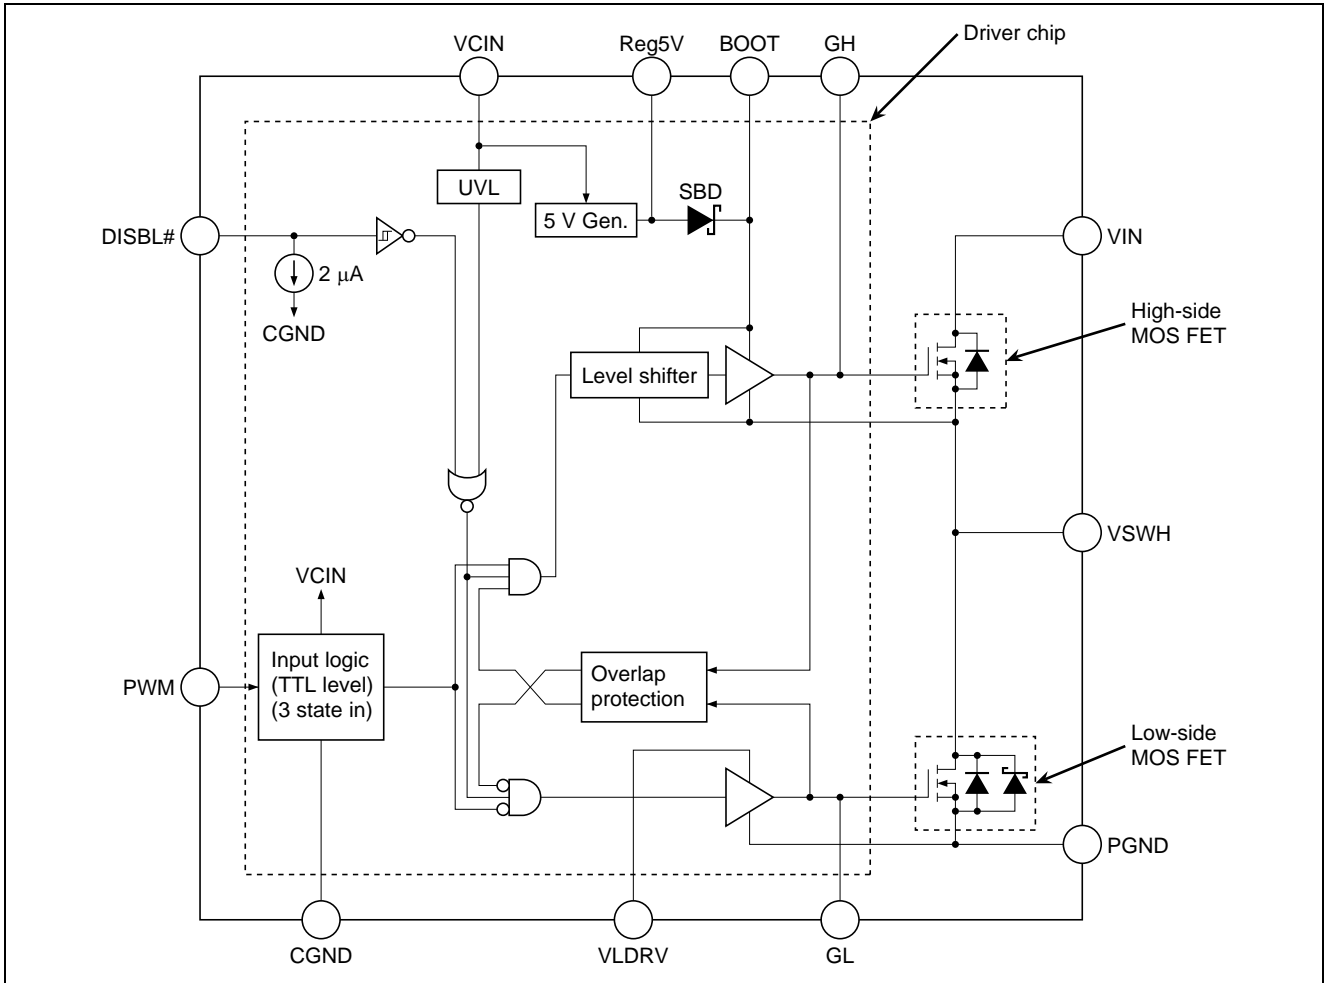 Driver chip
VCIN
Reg5V
BOOT
GH
UVL
SBD
5 V Gen.
DISBL#
2 μA
CGND
VIN
High-side
MOS FET
Level shifter
VSWH
VCIN
Input logic
(TTL level)
(3 state in)
PWM
Overlap
protection
Low-side
MOS FET
PGND
CGND
VLDRV
GL